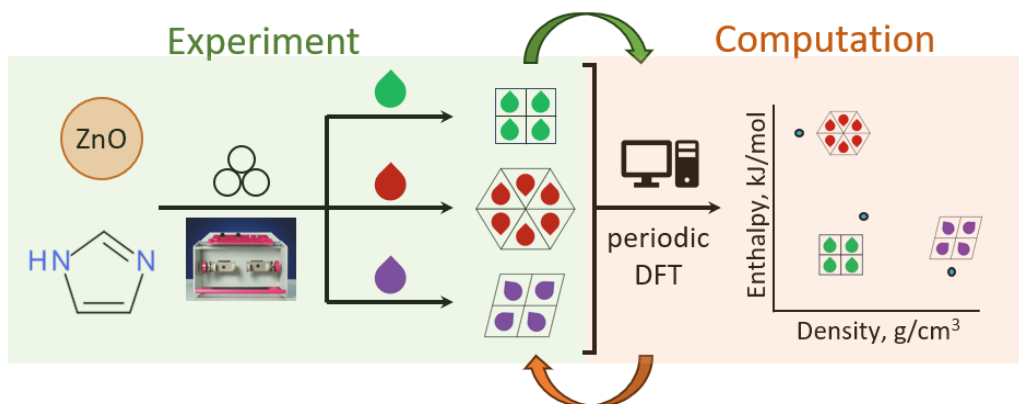 Experiment
Computation
ZnO
HN
N
periodic
DFT
Enthalpy, kJ/mol
Density, g/cm³